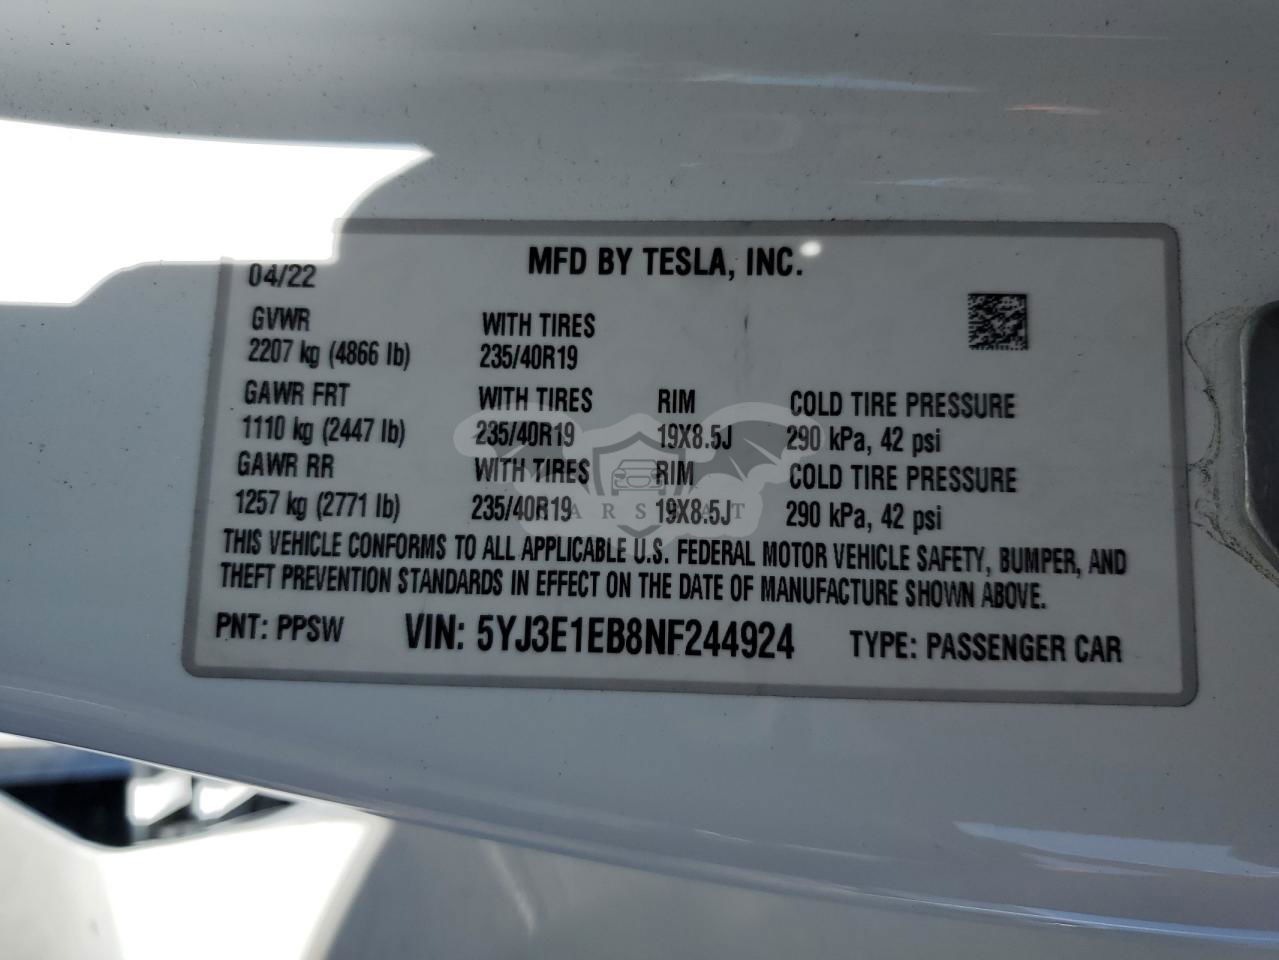 MFD BY TESLA, INC.
04/22
GVWR WITH TIRES
2207 kg (4866 lb) 235/40R19
GAWR FRT WITH TIRES RIM COLD TIRE PRESSURE
1110 kg (2447 lb) 235/40R19 19X8.5J 290 kPa, 42 psi
GAWR RR WITH TIRES RIM COLD TIRE PRESSURE
1257 kg (2771 lb) 235/40R19 19X8.5J 290 kPa, 42 psi
THIS VEHICLE CONFORMS TO ALL APPLICABLE U.S. FEDERAL MOTOR VEHICLE SAFETY, BUMPER, AND
THEFT PREVENTION STANDARDS IN EFFECT ON THE DATE OF MANUFACTURE SHOWN ABOVE.
PNT: PPSW VIN: 5YJ3E1EB8NF244924 TYPE: PASSENGER CAR